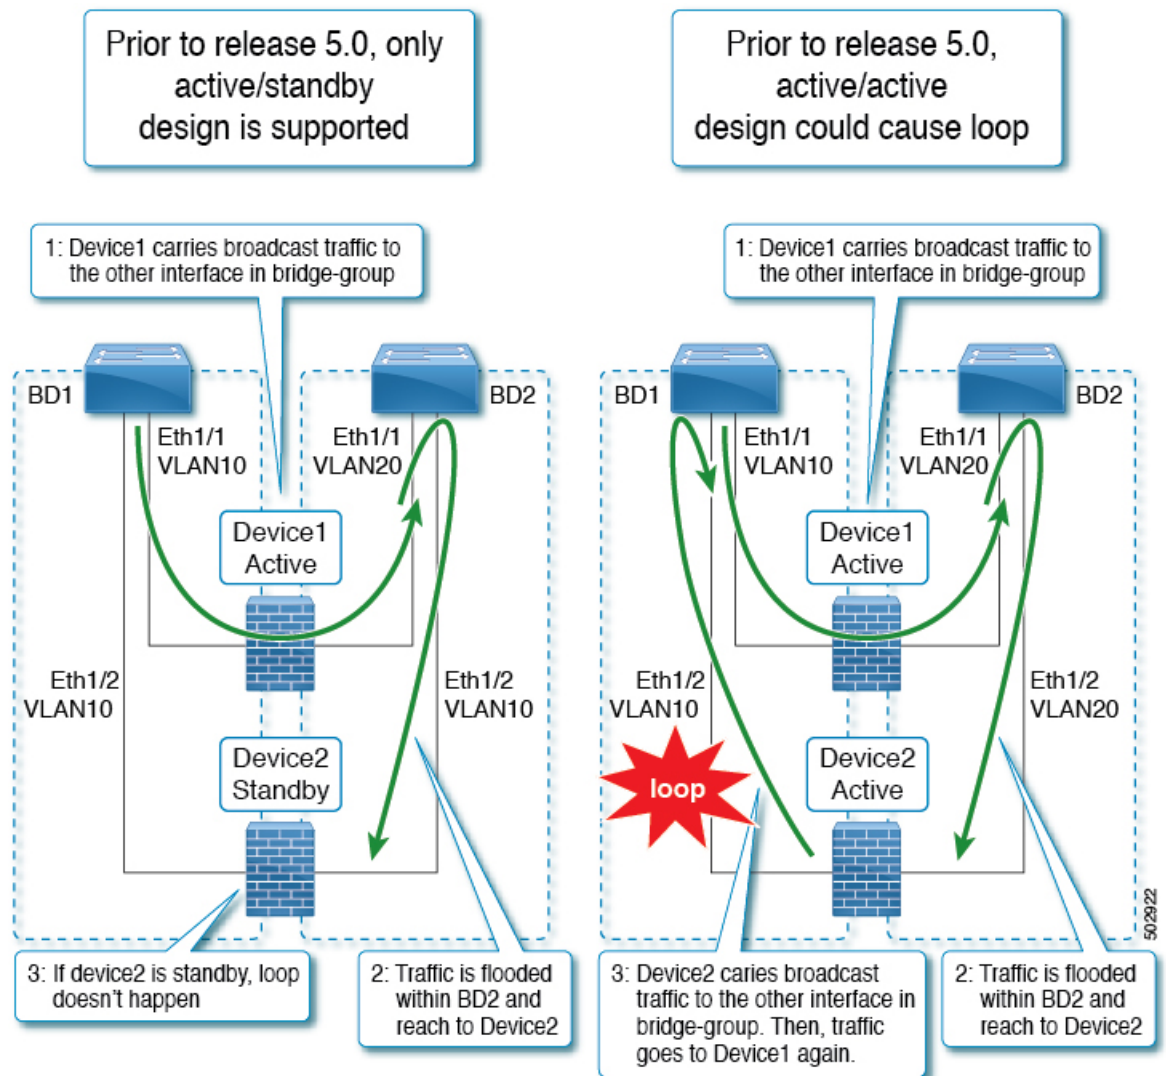 Prior to release 5.0, only
active/standby
design is supported
Prior to release 5.0,
active/active
design could cause loop
1: Device1 carries broadcast traffic to
the other interface in bridge-group
BD1
BD2
Eth1/1
VLAN10
Eth1/1
VLAN20
Device1
Active
Eth1/2
VLAN10
Eth1/2
VLAN10
Device2
Standby
3: If device2 is standby, loop
doesn't happen
2: Traffic is flooded
within BD2 and
reach to Device2
1: Device1 carries broadcast traffic to
the other interface in bridge-group
BD1
BD2
Eth1/1
VLAN10
Eth1/1
VLAN20
Device1
Active
Eth1/2
VLAN10
Eth1/2
VLAN20
loop
Device2
Active
3: Device2 caries broadcast
traffic to the other interface in
bridge-group. Then, traffic
goes to Device1 again.
2: Traffic is flooded
within BD2 and
reach to Device2
502922